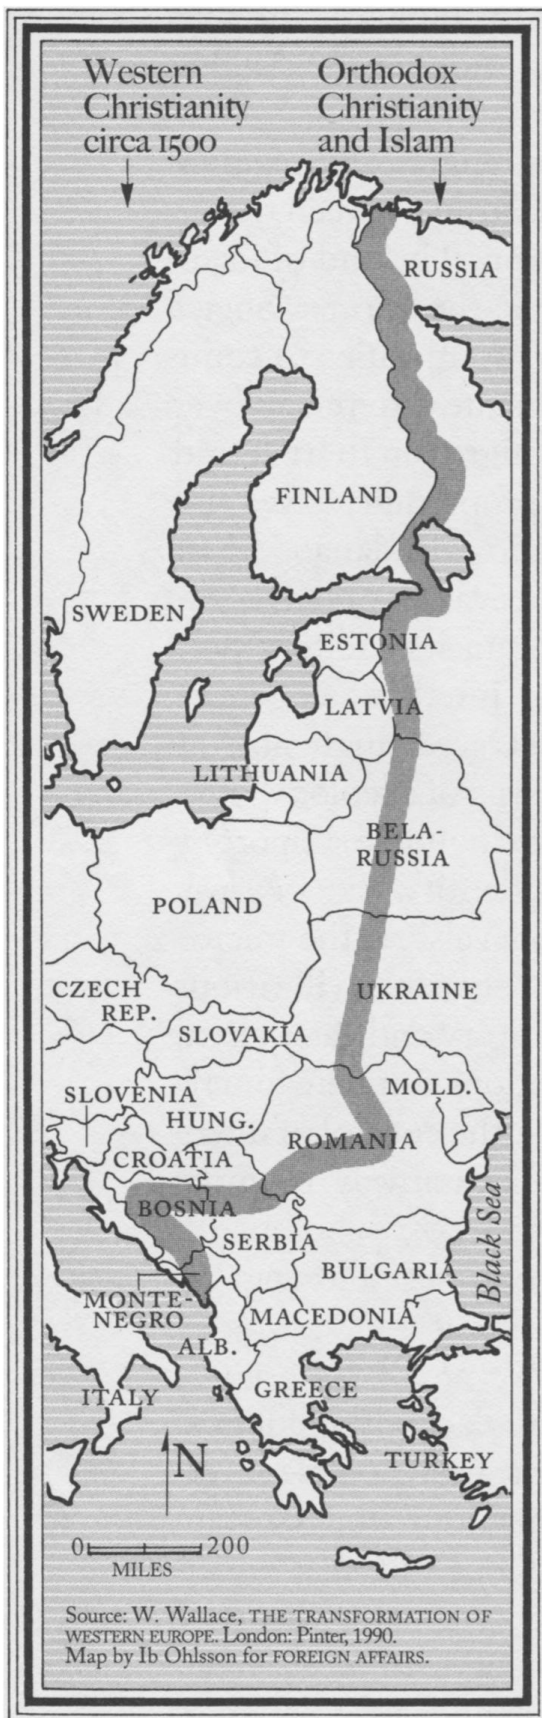 Western
Christianity
circa 1500
Orthodox
Christianity
and Islam
RUSSIA
FINLAND
SWEDEN
ESTONIA
LATVIA
LITHUANIA
BELA-
RUSSIA
POLAND
CZECH
REP.
UKRAINE
SLOVAKIA
MOLD.
SLOVENIA
HUNG.
ROMANIA
CROATIA
BOSNIA
SERBIA
Black Sea
BULGARIA
MONTE-
NEGRO
MACEDONIA
ALB.
ITALY
GREECE
TURKEY
N
0 200
MILES
Source: W. Wallace, THE TRANSFORMATION OF
WESTERN EUROPE. London: Pinter, 1990.
Map by Ib Ohlsson for FOREIGN AFFAIRS.